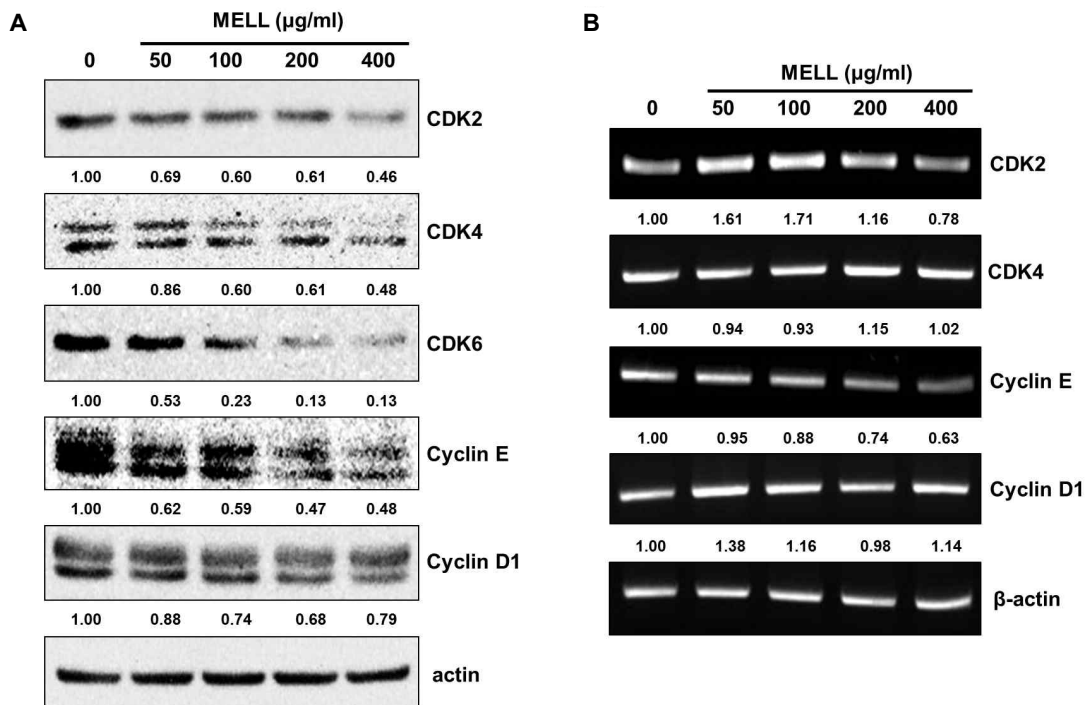 A
MELL (µg/ml)
0 50 100 200 400
CDK2
1.00 0.69 0.60 0.61 0.46
CDK4
1.00 0.86 0.60 0.61 0.48
CDK6
1.00 0.53 0.23 0.13 0.13
Cyclin E
1.00 0.62 0.59 0.47 0.48
Cyclin D1
1.00 0.88 0.74 0.68 0.79
actin
B
MELL (µg/ml)
0 50 100 200 400
CDK2
1.00 1.61 1.71 1.16 0.78
CDK4
1.00 0.94 0.93 1.15 1.02
Cyclin E
1.00 0.95 0.88 0.74 0.63
Cyclin D1
1.00 1.38 1.16 0.98 1.14
β-actin